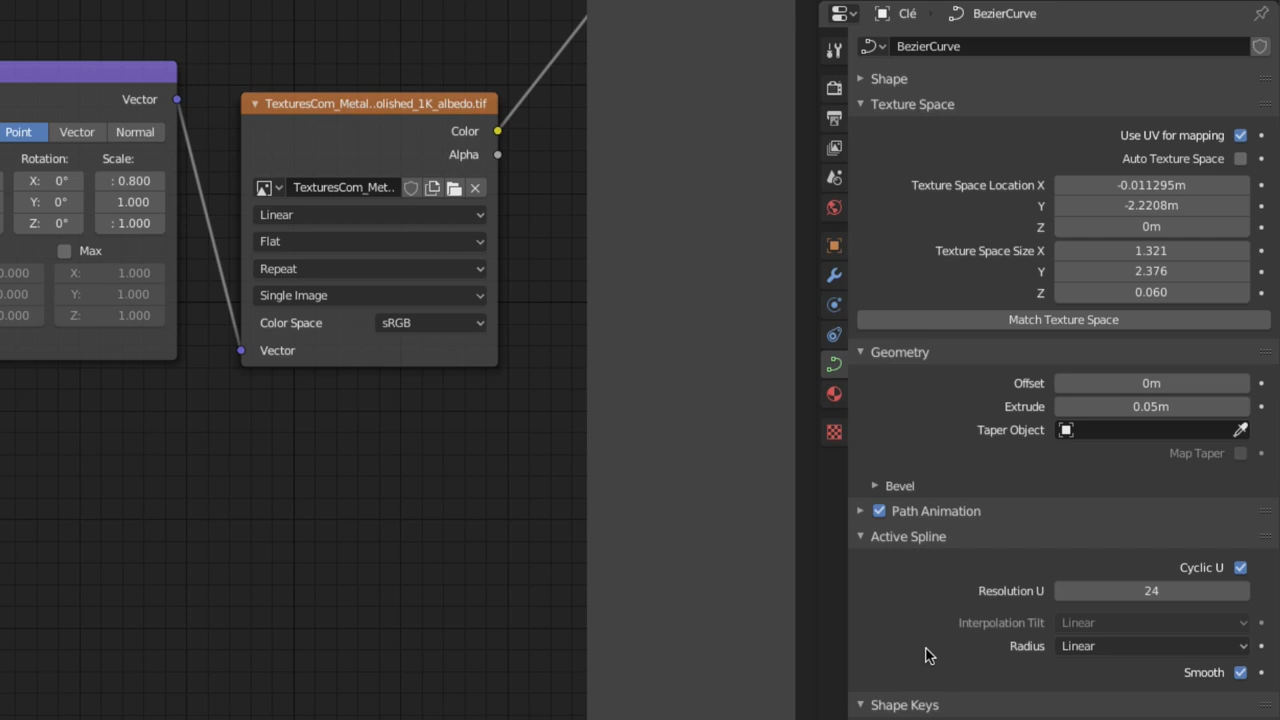 Vector
Point Vector Normal
Rotation: Scale:
X: 0° : 0.800
Y: 0° 1.000
Z: 0° : 1.000
Max
0.000 X: 1.000
0.000 Y: 1.000
0.000 Z: 1.000
TexturesCom_Metal..olished_1K_albedo.tif
Color
Alpha
TexturesCom_Met..
Linear
Flat
Repeat
Single Image
Color Space sRGB
Vector
Clé BezierCurve
BezierCurve
Shape
Texture Space
Use UV for mapping
Auto Texture Space
Texture Space Location X -0.011295m
Y -2.2208m
Z 0m
Texture Space Size X 1.321
Y 2.376
Z 0.060
Match Texture Space
Geometry
Offset 0m
Extrude 0.05m
Taper Object
Map Taper
Bevel
Path Animation
Active Spline
Cyclic U
Resolution U 24
Interpolation Tilt Linear
Radius Linear
Smooth
Shape Keys